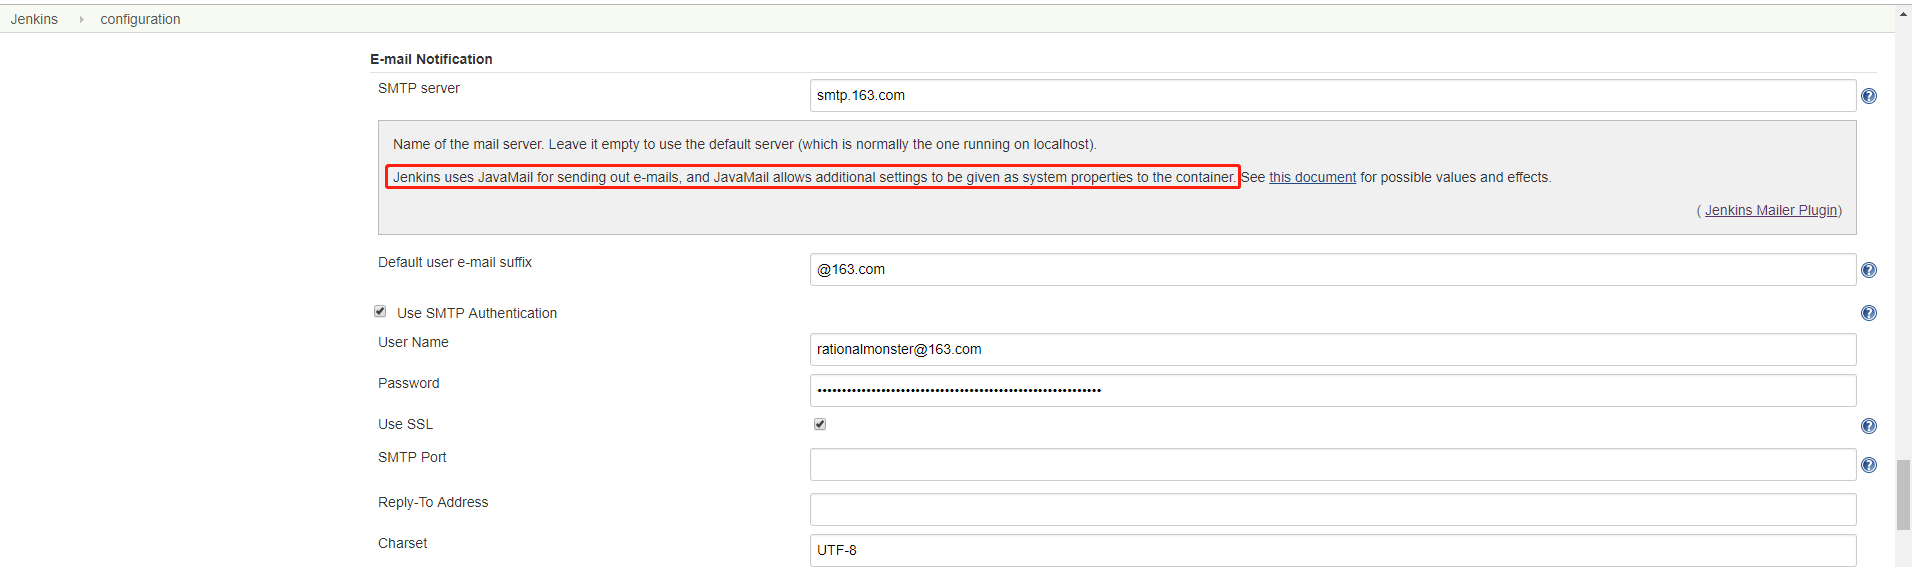 Jenkins configuration
E-mail Notification
SMTP server
smtp.163.com
Name of the mail server. Leave it empty to use the default server (which is normally the one running on localhost).
Jenkins uses JavaMail for sending out e-mails, and JavaMail allows additional settings to be given as system properties to the container. See this document for possible values and effects.
( Jenkins Mailer Plugin)
Default user e-mail suffix
@163.com
Use SMTP Authentication
User Name
rationalmonster@163.com
Password
Use SSL
SMTP Port
Reply-To Address
Charset
UTF-8